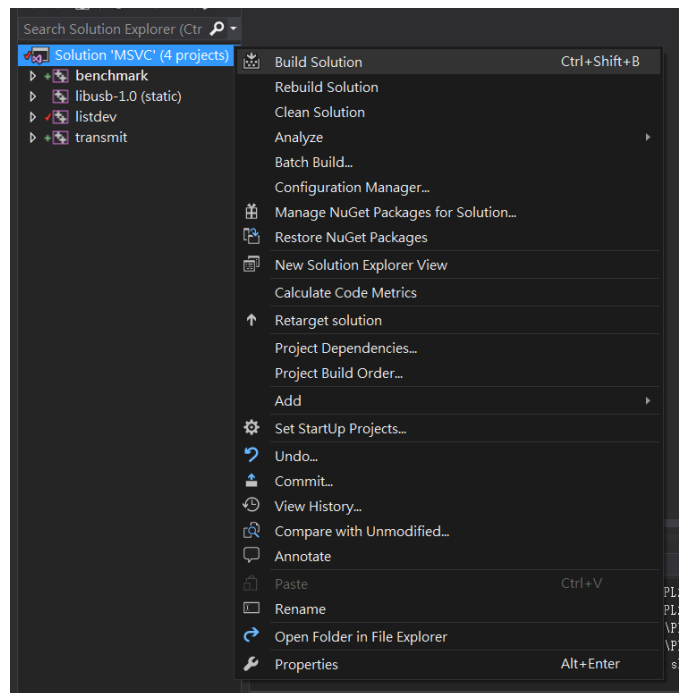 Search Solution Explorer (Ctr
Solution 'MSVC' (4 projects)
benchmark
libusb-1.0 (static)
listdev
transmit
Build Solution Ctrl+Shift+B
Rebuild Solution
Clean Solution
Analyze
Batch Build...
Configuration Manager...
Manage NuGet Packages for Solution...
Restore NuGet Packages
New Solution Explorer View
Calculate Code Metrics
Retarget solution
Project Dependencies...
Project Build Order...
Add
Set StartUp Projects...
Undo...
Commit...
View History...
Compare with Unmodified...
Annotate
Paste Ctrl+V
Rename
Open Folder in File Explorer
Properties Alt+Enter